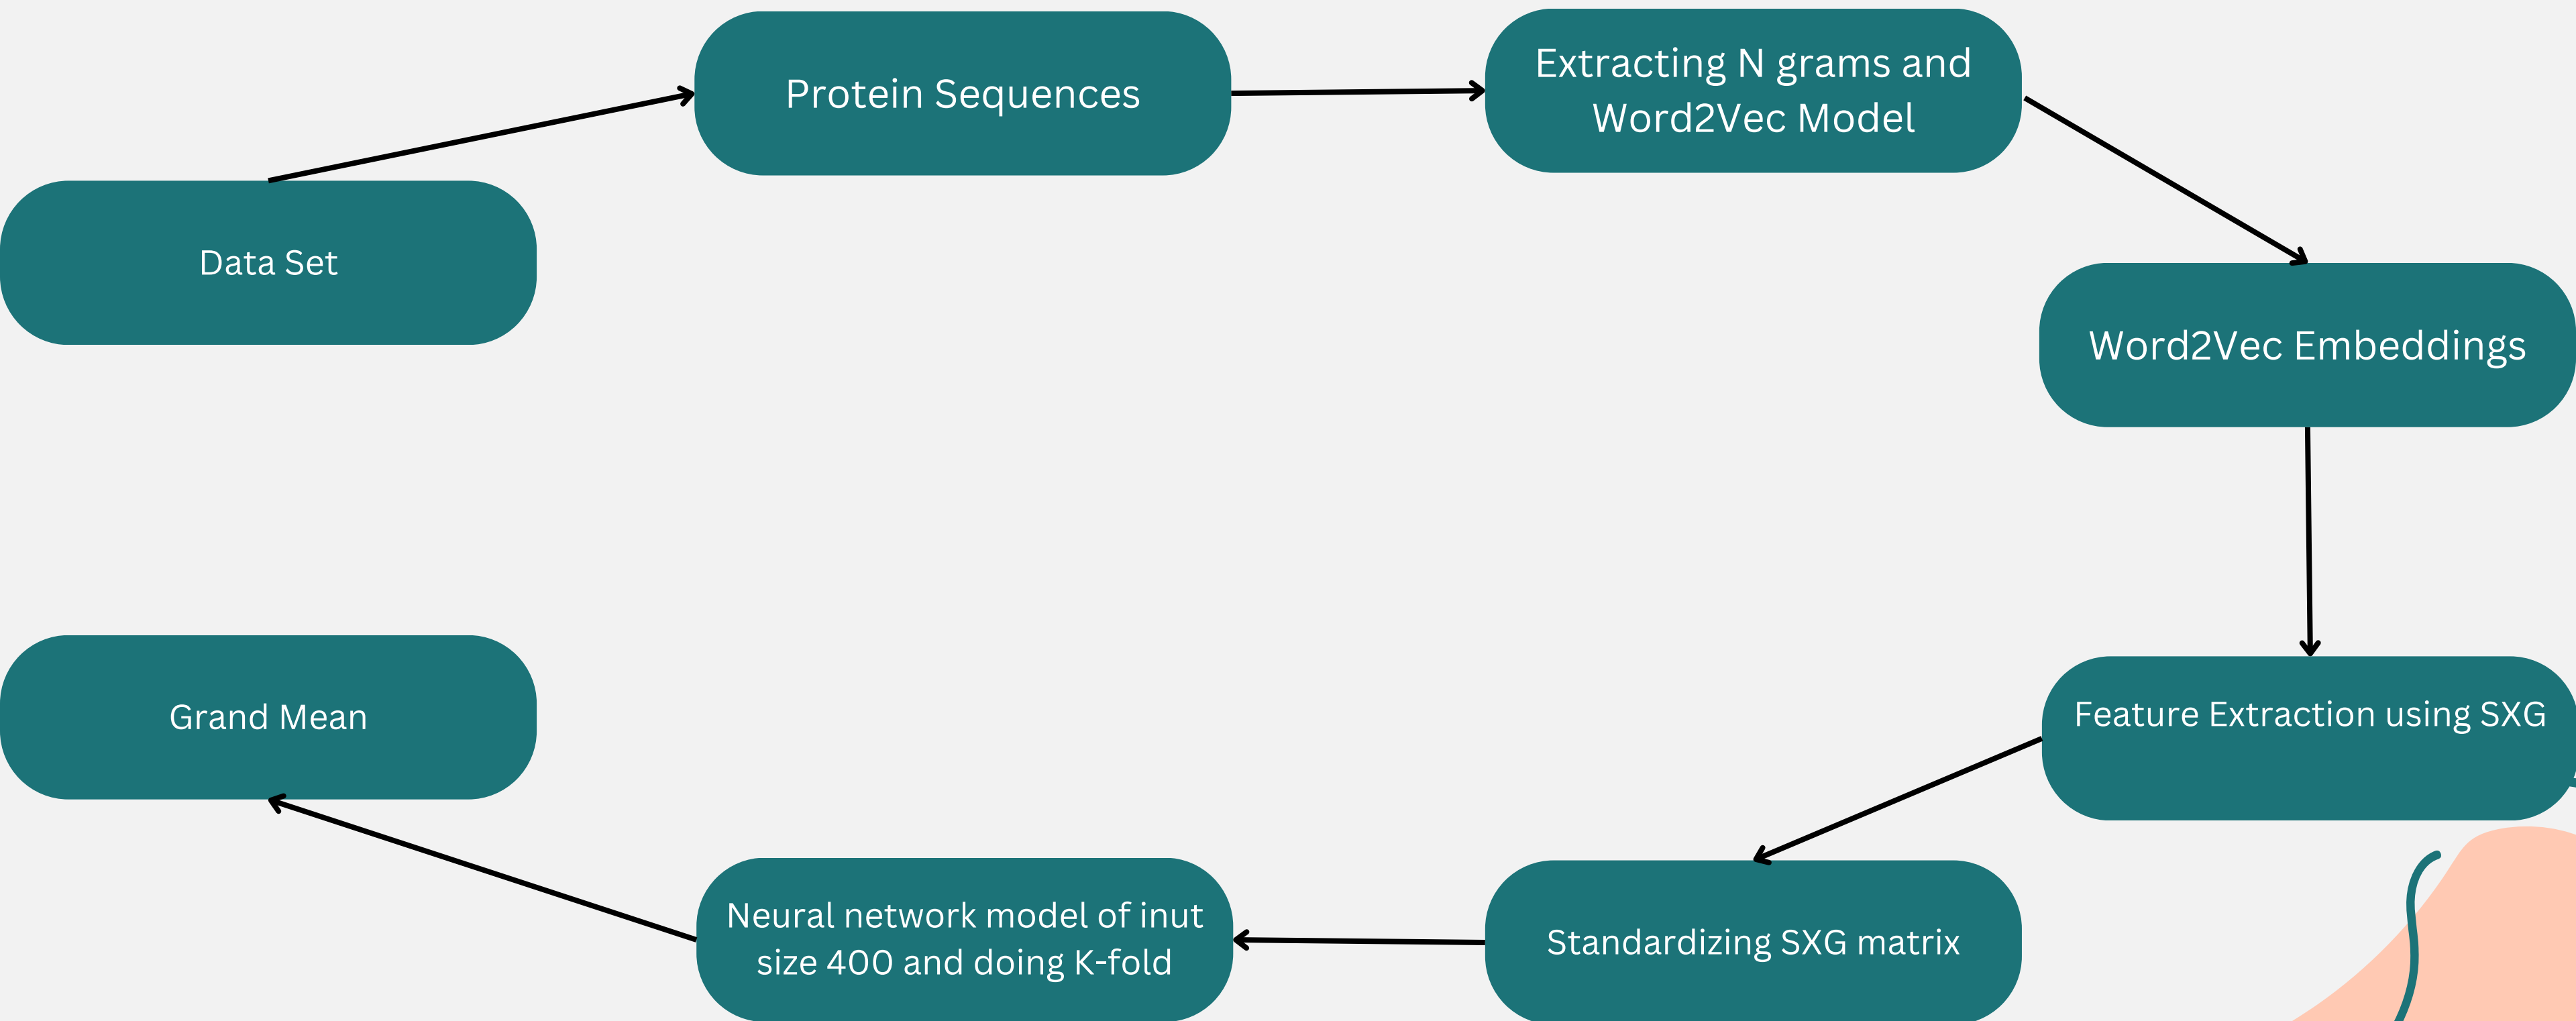 Protein Sequences
Extracting N grams and
Word2Vec Model
Data Set
Word2Vec Embeddings
Feature Extraction using SXG
Standardizing SXG matrix
Neural network model of inut
size 400 and doing K-fold
Grand Mean